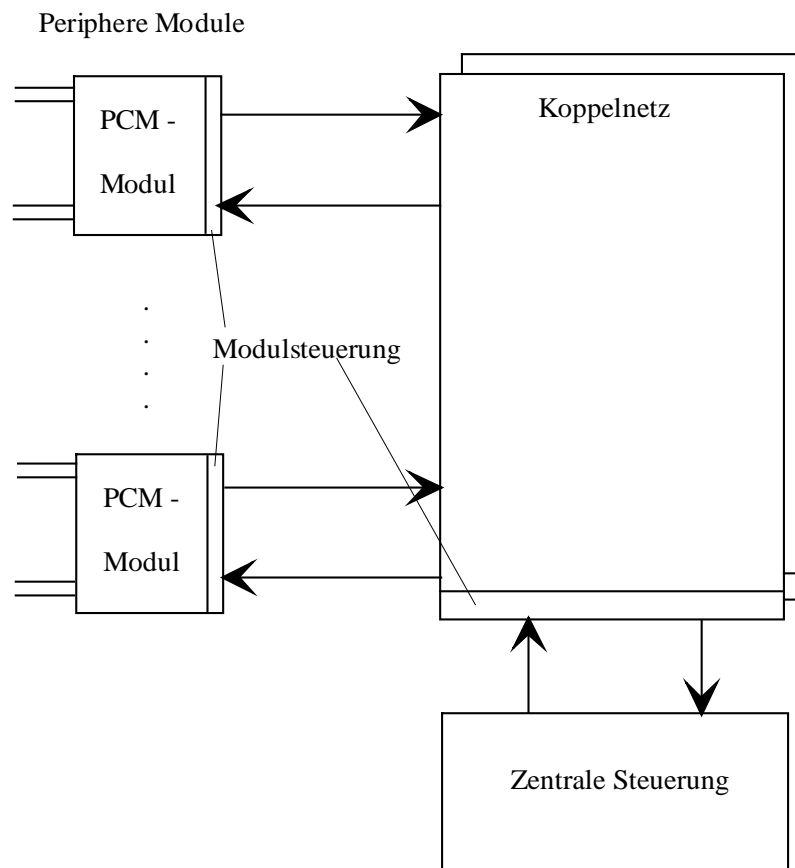 Periphere Module
PCM -
Modul
Koppelnetz
Modulsteuerung
PCM -
Modul
Zentrale Steuerung